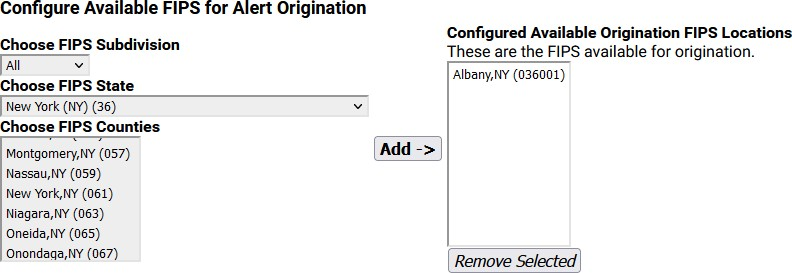 Configure Available FIPS for Alert Origination
Choose FIPS Subdivision
All
Choose FIPS State
New York (NY) (36)
Choose FIPS Counties
Montgomery,NY (057)
Nassau,NY (059)
New York,NY (061)
Niagara,NY (063)
Oneida,NY (065)
Onondaga,NY (067)
Add ->
Configured Available Origination FIPS Locations
These are the FIPS available for origination.
Albany,NY (036001)
Remove Selected